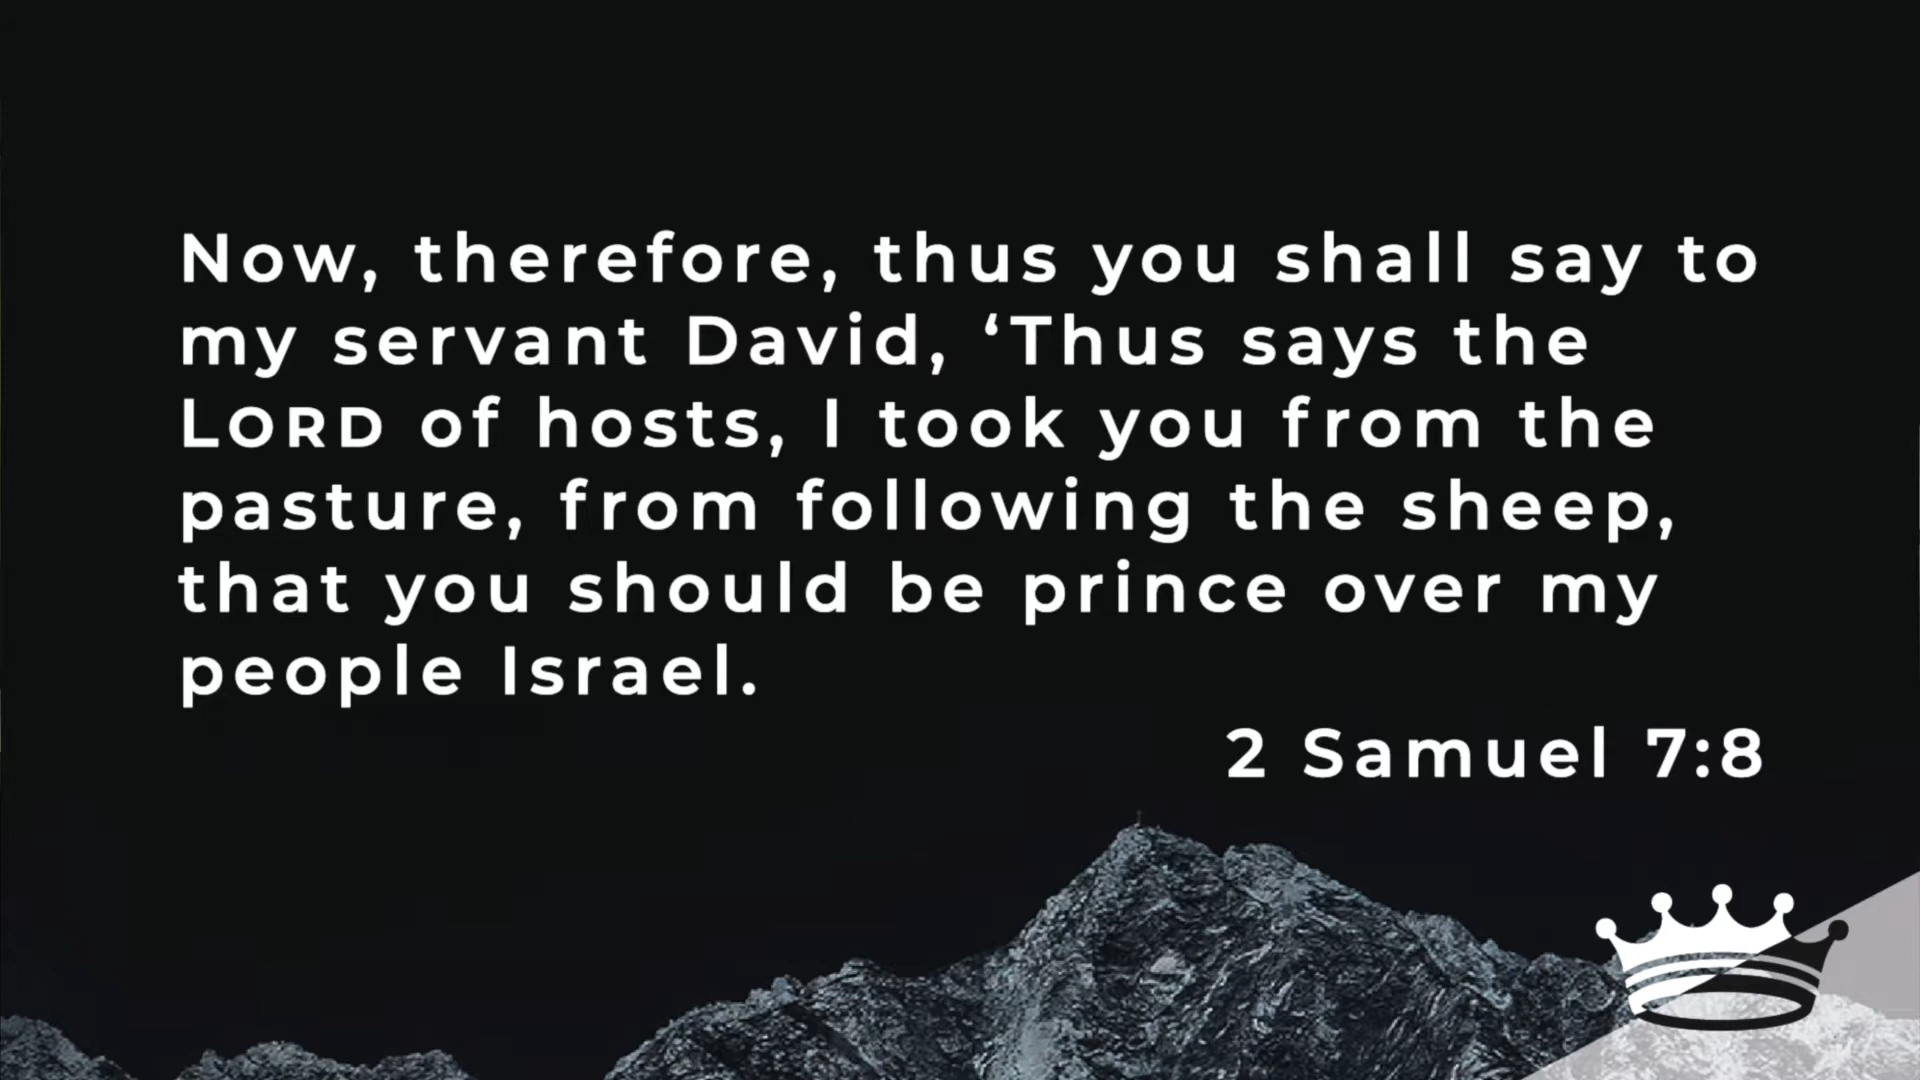 Now, therefore, thus you shall say to
my servant David, ‘Thus says the
LORD of hosts, I took you from the
pasture, from following the sheep,
that you should be prince over my
people Israel.
2 Samuel 7:8